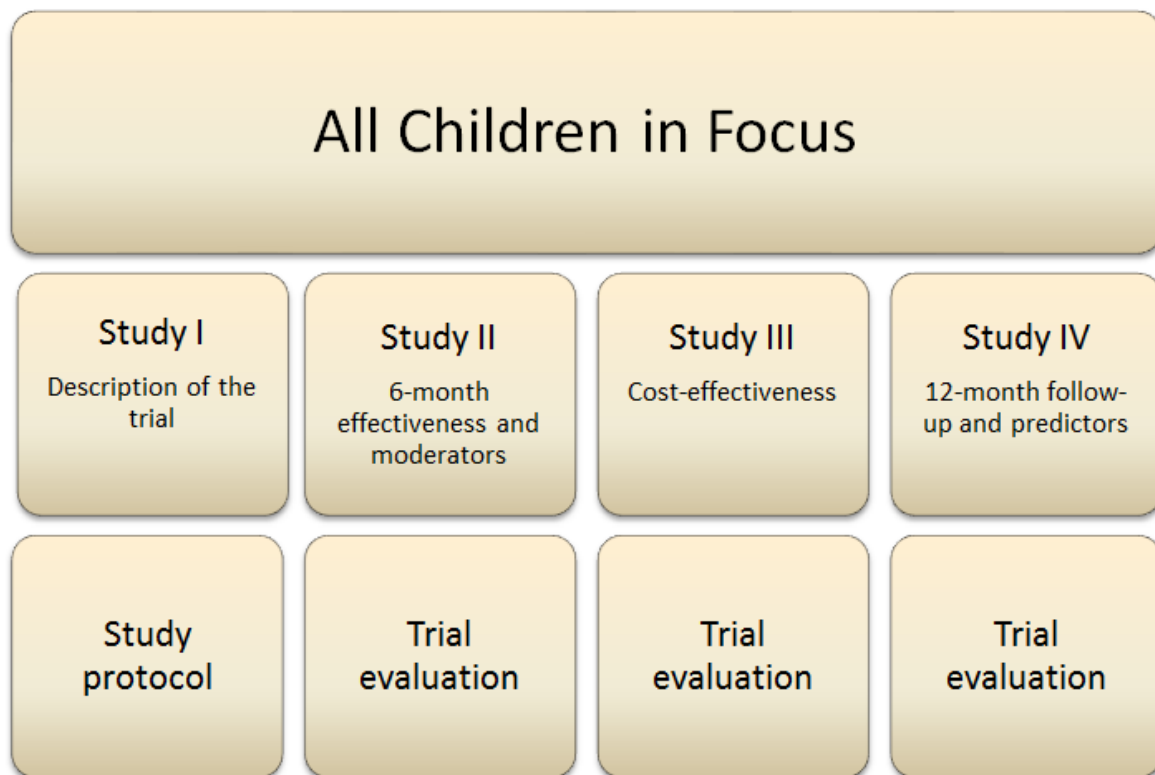 All Children in Focus
Study I
Description of the
trial
Study II
6-month
effectiveness and
moderators
Study III
Cost-effectiveness
Study IV
12-month follow-
up and predictors
Study
protocol
Trial
evaluation
Trial
evaluation
Trial
evaluation